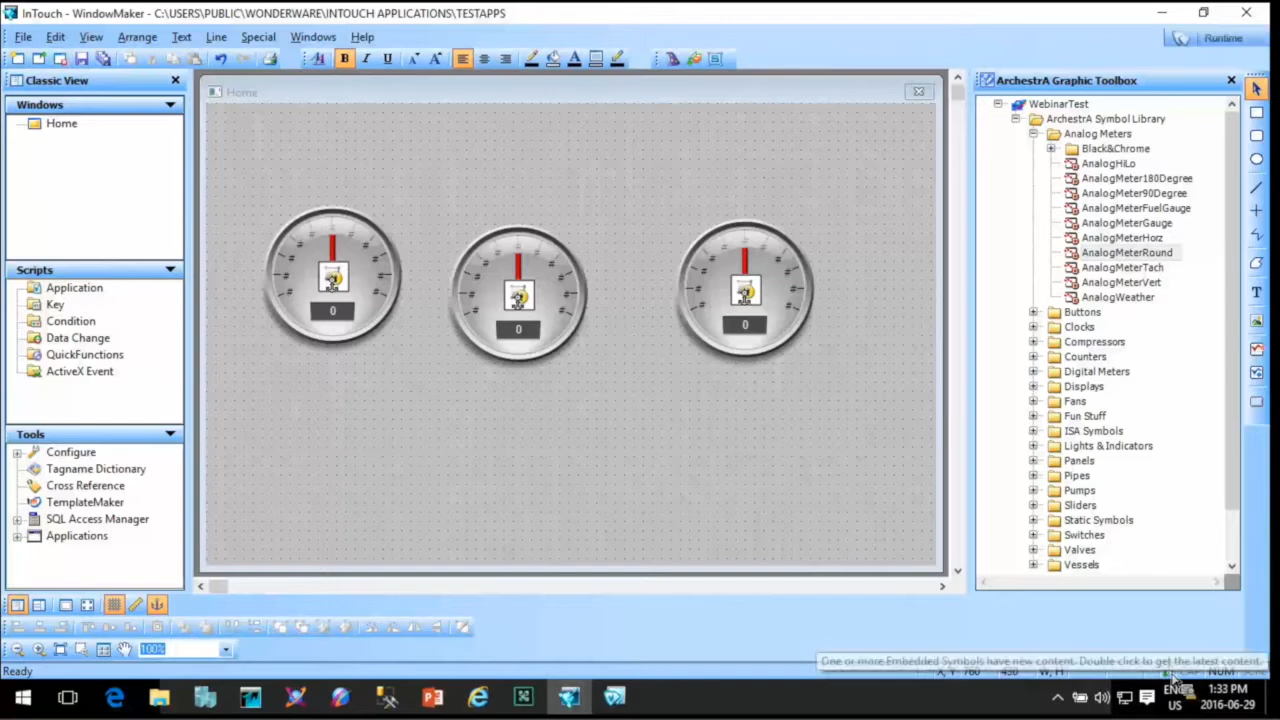 InTouch - WindowMaker - C:\USERS\PUBLIC\WONDERWARE\INTOUCH APPLICATIONS\TESTAPPS
File Edit View Arrange Text Line Special Windows Help
Runtime
Classic View
Windows
Home
Scripts
Application
Key
Condition
Data Change
QuickFunctions
ActiveX Event
Tools
Configure
Tagname Dictionary
Cross Reference
TemplateMaker
SQL Access Manager
Applications
Home
0
0
0
ArchestrA Graphic Toolbox
WebinarTest
ArchestrA Symbol Library
Analog Meters
Black&Chrome
AnalogHiLo
AnalogMeter180Degree
AnalogMeter90Degree
AnalogMeterFuelGauge
AnalogMeterGauge
AnalogMeterHorz
AnalogMeterRound
AnalogMeterTach
AnalogMeterVert
AnalogWeather
Buttons
Clocks
Compressors
Counters
Digital Meters
Displays
Fans
Fun Stuff
ISA Symbols
Lights & Indicators
Panels
Pipes
Pumps
Sliders
Static Symbols
Switches
Valves
Vessels
100%
One or more Embedded Symbols have new content. Double click to get the latest content.
Ready
X, Y 760 430 CAP NUM
ENG 1:33 PM
US 2016-06-29